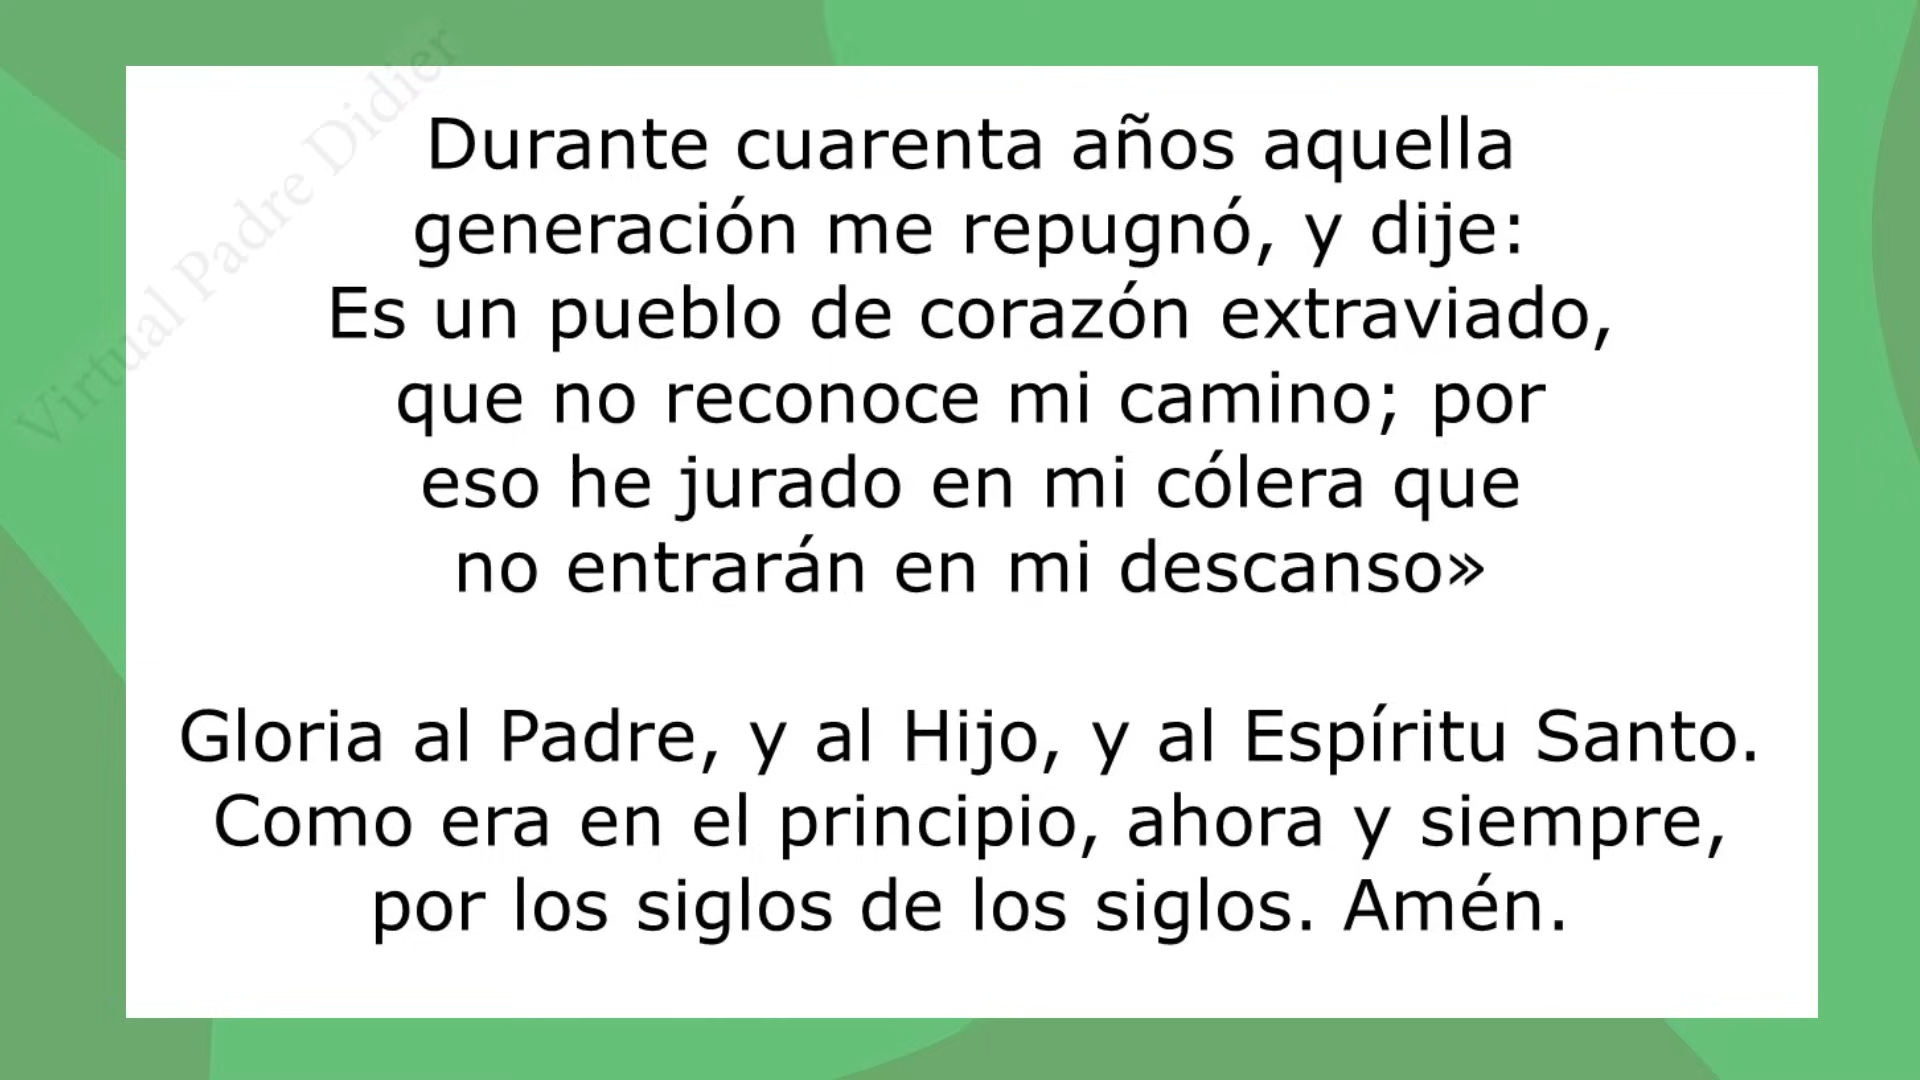 Virtual Padre Didier
Durante cuarenta años aquella
generación me repugnó, y dije:
Es un pueblo de corazón extraviado,
que no reconoce mi camino; por
eso he jurado en mi cólera que
no entrarán en mi descanso»
Gloria al Padre, y al Hijo, y al Espíritu Santo.
Como era en el principio, ahora y siempre,
por los siglos de los siglos. Amén.